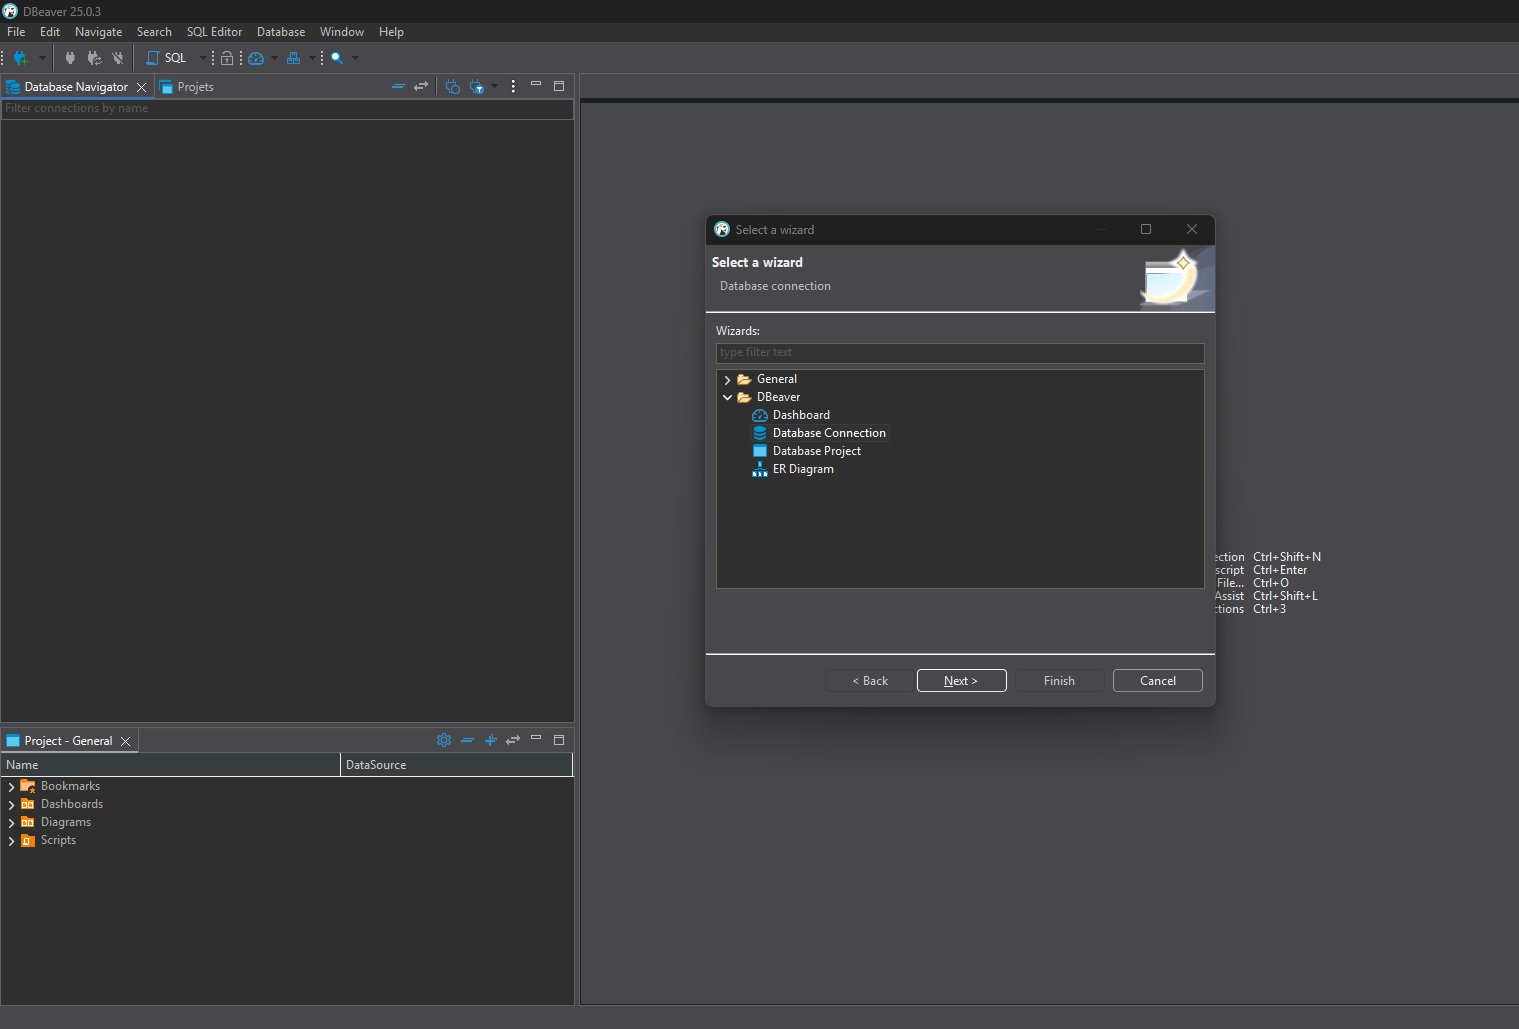 DBeaver 25.0.3
File Edit Navigate Search SQL Editor Database Window Help
SQL
Database Navigator Projets
Filter connections by name
Select a wizard
Select a wizard
Database connection
Wizards:
type filter text
General
DBeaver
Dashboard
Database Connection
Database Project
ER Diagram
ection Ctrl+Shift+N
script Ctrl+Enter
File... Ctrl+O
Assist Ctrl+Shift+L
ctions Ctrl+3
< Back Next > Finish Cancel
Project - General
Name DataSource
Bookmarks
Dashboards
Diagrams
Scripts